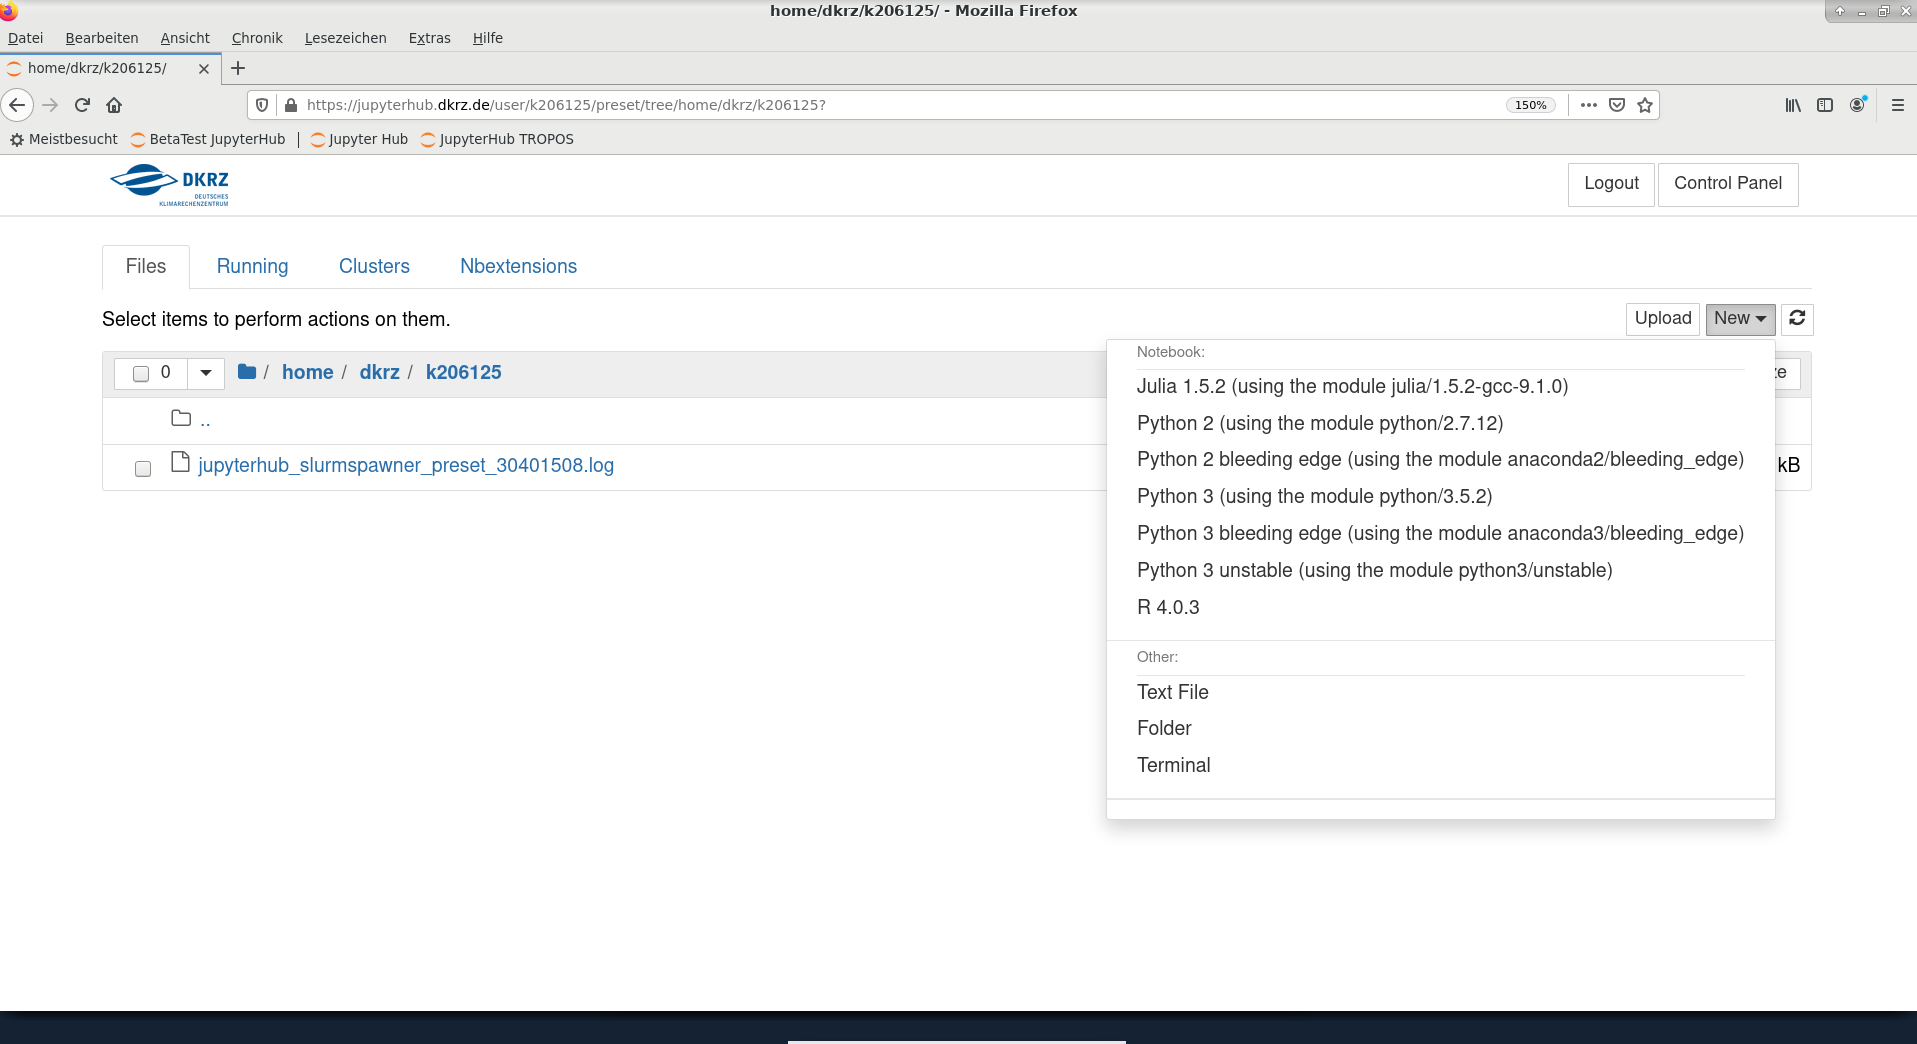 home/dkrz/k206125/ - Mozilla Firefox
Datei Bearbeiten Ansicht Chronik Lesezeichen Extras Hilfe
home/dkrz/k206125/
https://jupyterhub.dkrz.de/user/k206125/preset/tree/home/dkrz/k206125? 150%
Meistbesucht BetaTest JupyterHub | Jupyter Hub JupyterHub TROPOS
DKRZ
DEUTSCHES
KLIMARECHENZENTRUM
Logout Control Panel
Files Running Clusters Nbextensions
Select items to perform actions on them. Upload New
0 / home / dkrz / k206125
..
jupyterhub_slurmspawner_preset_30401508.log kB
Notebook:
Julia 1.5.2 (using the module julia/1.5.2-gcc-9.1.0)
Python 2 (using the module python/2.7.12)
Python 2 bleeding edge (using the module anaconda2/bleeding_edge)
Python 3 (using the module python/3.5.2)
Python 3 bleeding edge (using the module anaconda3/bleeding_edge)
Python 3 unstable (using the module python3/unstable)
R 4.0.3
Other:
Text File
Folder
Terminal